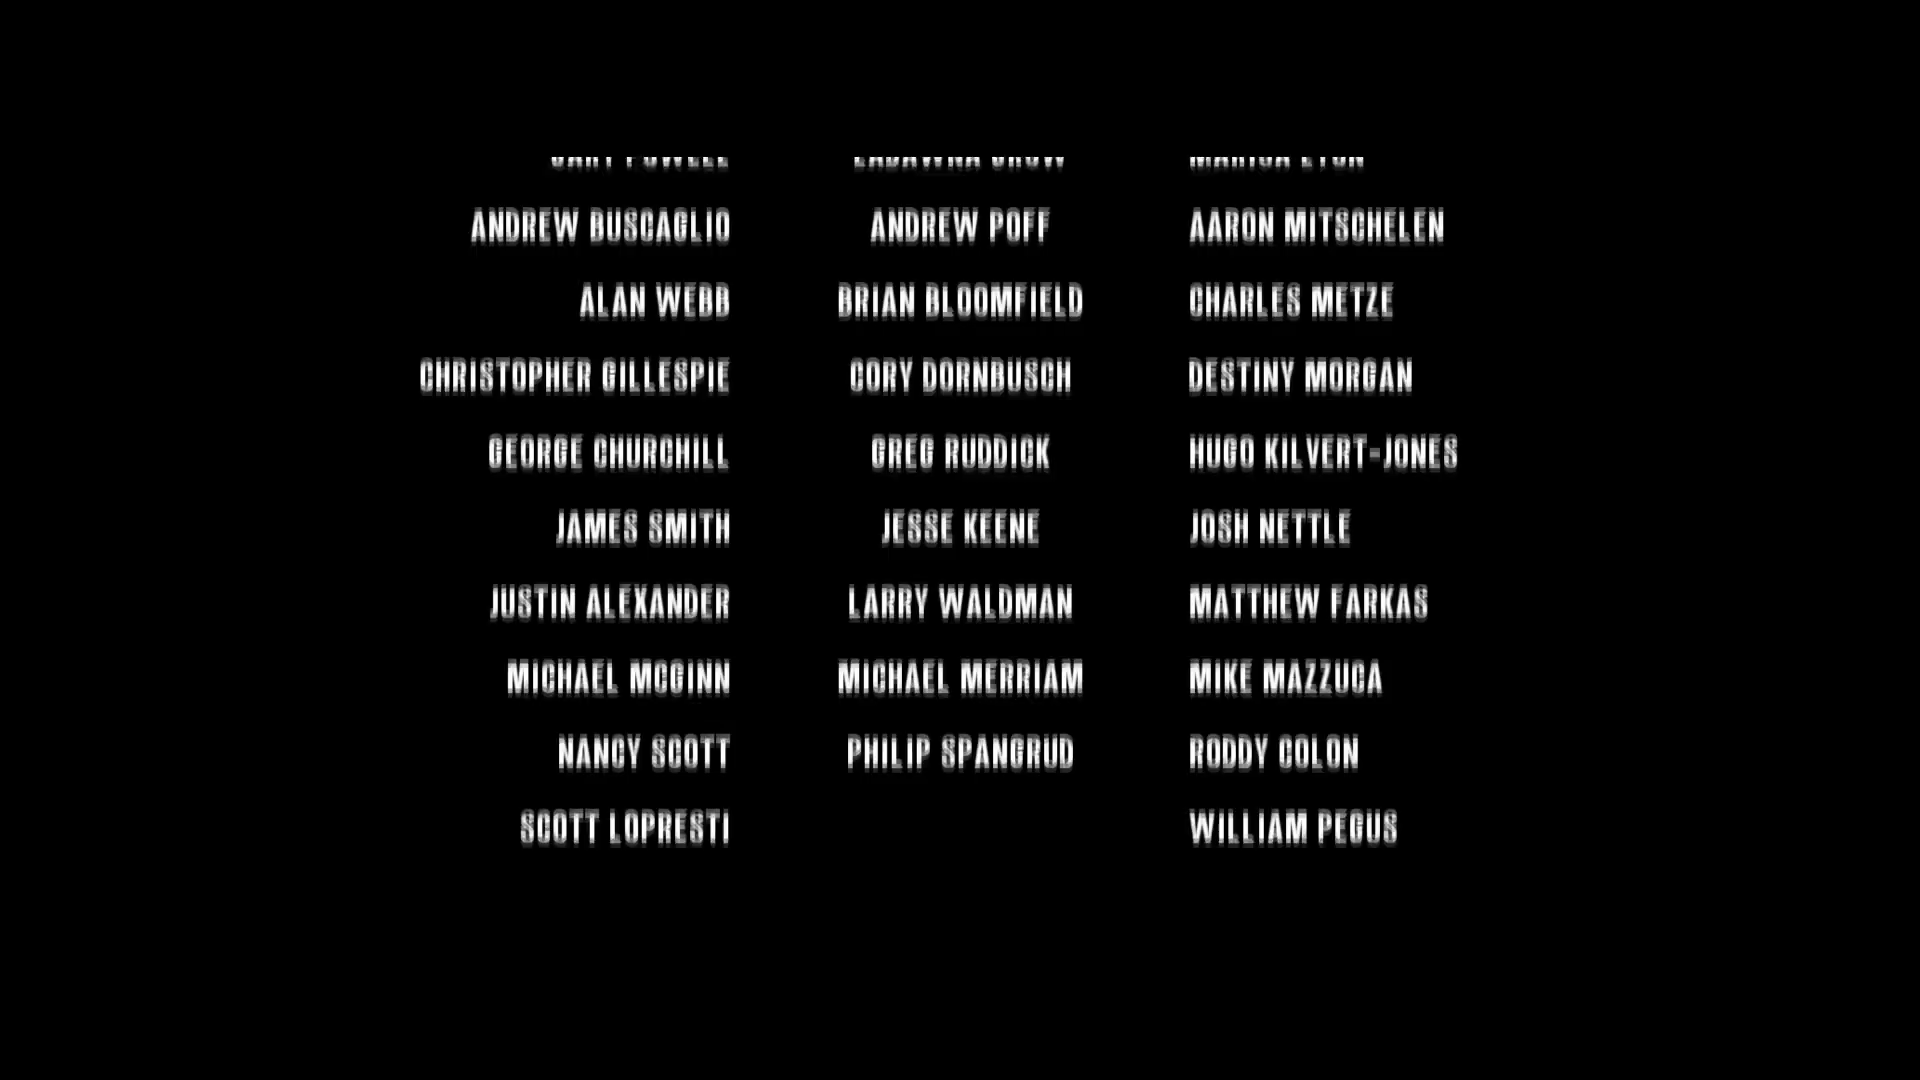 ANDREW BUSCAGLIO ANDREW POFF AARON MITSCHELEN
ALAN WEBB BRIAN BLOOMFIELD CHARLES METZE
CHRISTOPHER GILLESPIE CORY DORNBUSCH DESTINY MORGAN
GEORGE CHURCHILL GREG RUDDICK HUGO KILVERT-JONES
JAMES SMITH JESSE KEENE JOSH NETTLE
JUSTIN ALEXANDER LARRY WALDMAN MATTHEW FARKAS
MICHAEL MCGINN MICHAEL MERRIAM MIKE MAZZUCA
NANCY SCOTT PHILIP SPANGRUD RODDY COLON
SCOTT LOPRESTI WILLIAM PEGUS